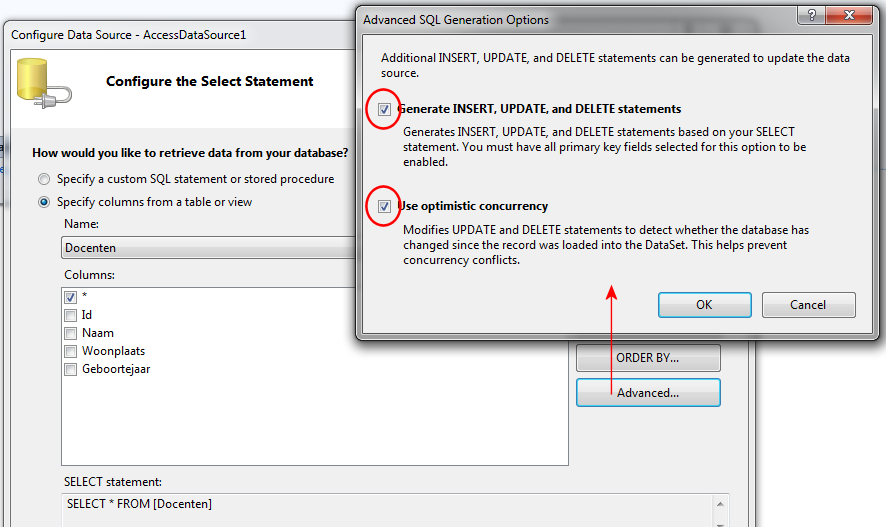 Configure Data Source - AccessDataSource1
Configure the Select Statement
How would you like to retrieve data from your database?
Specify a custom SQL statement or stored procedure
Specify columns from a table or view
Name:
Docenten
Columns:
*
Id
Naam
Woonplaats
Geboortejaar
ORDER BY...
Advanced...
SELECT statement:
SELECT * FROM [Docenten]
Advanced SQL Generation Options
?
Additional INSERT, UPDATE, and DELETE statements can be generated to update the data
source.
Generate INSERT, UPDATE, and DELETE statements
Generates INSERT, UPDATE, and DELETE statements based on your SELECT
statement. You must have all primary key fields selected for this option to be
enabled.
Use optimistic concurrency
Modifies UPDATE and DELETE statements to detect whether the database has
changed since the record was loaded into the DataSet. This helps prevent
concurrency conflicts.
OK
Cancel